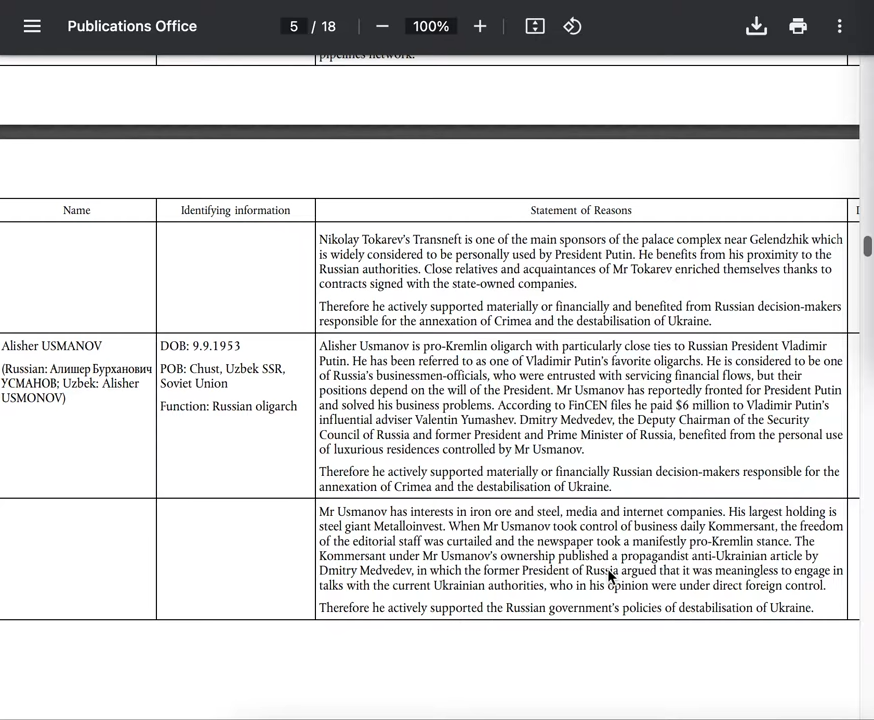 Publications Office
5 / 18
100%
pipelines network.
Name
Identifying information
Statement of Reasons
Nikolay Tokarev's Transneft is one of the main sponsors of the palace complex near Gelendzhik which
is widely considered to be personally used by President Putin. He benefits from his proximity to the
Russian authorities. Close relatives and acquaintances of Mr Tokarev enriched themselves thanks to
contracts signed with the state-owned companies.
Therefore he actively supported materially or financially and benefited from Russian decision-makers
responsible for the annexation of Crimea and the destabilisation of Ukraine.
Alisher USMANOV
(Russian: Алишер Бурханович
УСМАНОВ; Uzbek: Alisher
USMONOV)
DOB: 9.9.1953
POB: Chust, Uzbek SSR,
Soviet Union
Function: Russian oligarch
Alisher Usmanov is pro-Kremlin oligarch with particularly close ties to Russian President Vladimir
Putin. He has been referred to as one of Vladimir Putin's favorite oligarchs. He is considered to be one
of Russia's businessmen-officials, who were entrusted with servicing financial flows, but their
positions depend on the will of the President. Mr Usmanov has reportedly fronted for President Putin
and solved his business problems. According to FinCEN files he paid $6 million to Vladimir Putin's
influential adviser Valentin Yumashev. Dmitry Medvedev, the Deputy Chairman of the Security
Council of Russia and former President and Prime Minister of Russia, benefited from the personal use
of luxurious residences controlled by Mr Usmanov.
Therefore he actively supported materially or financially Russian decision-makers responsible for the
annexation of Crimea and the destabilisation of Ukraine.
Mr Usmanov has interests in iron ore and steel, media and internet companies. His largest holding is
steel giant Metalloinvest. When Mr Usmanov took control of business daily Kommersant, the freedom
of the editorial staff was curtailed and the newspaper took a manifestly pro-Kremlin stance. The
Kommersant under Mr Usmanov's ownership published a propagandist anti-Ukrainian article by
Dmitry Medvedev, in which the former President of Russia argued that it was meaningless to engage in
talks with the current Ukrainian authorities, who in his opinion were under direct foreign control.
Therefore he actively supported the Russian government's policies of destabilisation of Ukraine.